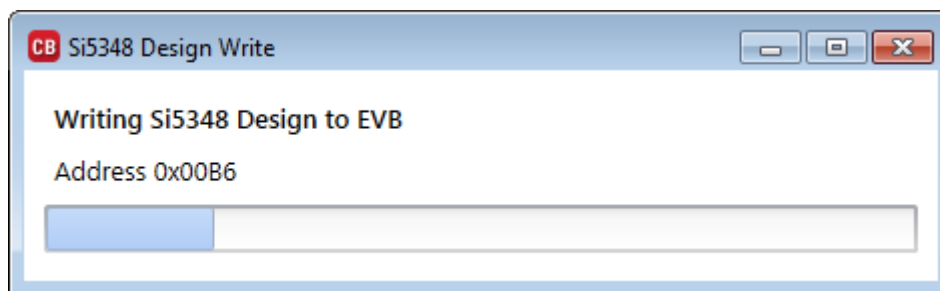 CB Si5348 Design Write
Writing Si5348 Design to EVB
Address 0x00B6